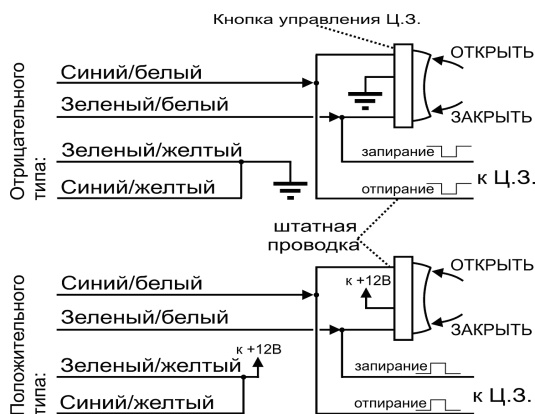 Кнопка управления Ц.З.
Отрицательного
типа:
ОТКРЫТЬ
Синий/белый
Зеленый/белый
ЗАКРЫТЬ
Зеленый/желтый
запирание
к Ц.З.
Синий/желтый
отпирание
штатная
проводка
Положительного
типа:
ОТКРЫТЬ
Синий/белый
к +12В
Зеленый/белый
ЗАКРЫТЬ
к +12В
Зеленый/желтый
запирание
к Ц.З.
Синий/желтый
отпирание